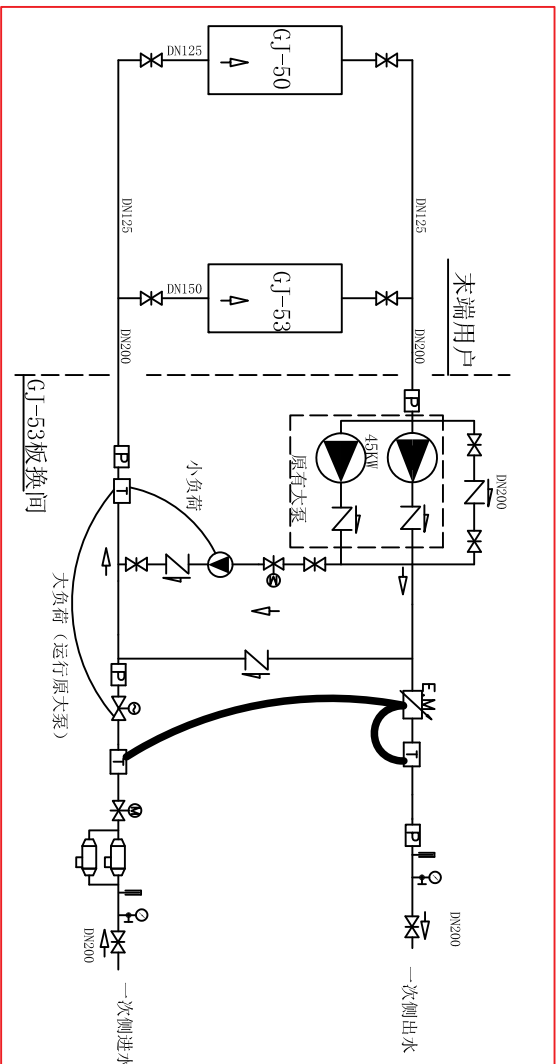 DN125
GJ-50
DN125
DN125
DN150
GJ-53
DN200
DN200
末端用户
GJ-53板换间
P
P
T
45KW
原有大泵
DN200
小负荷
M
大负荷（运行原大泵）
P
~
E.M.
T
T
M
P
DN200
DN200
一次侧进水
一次侧出水